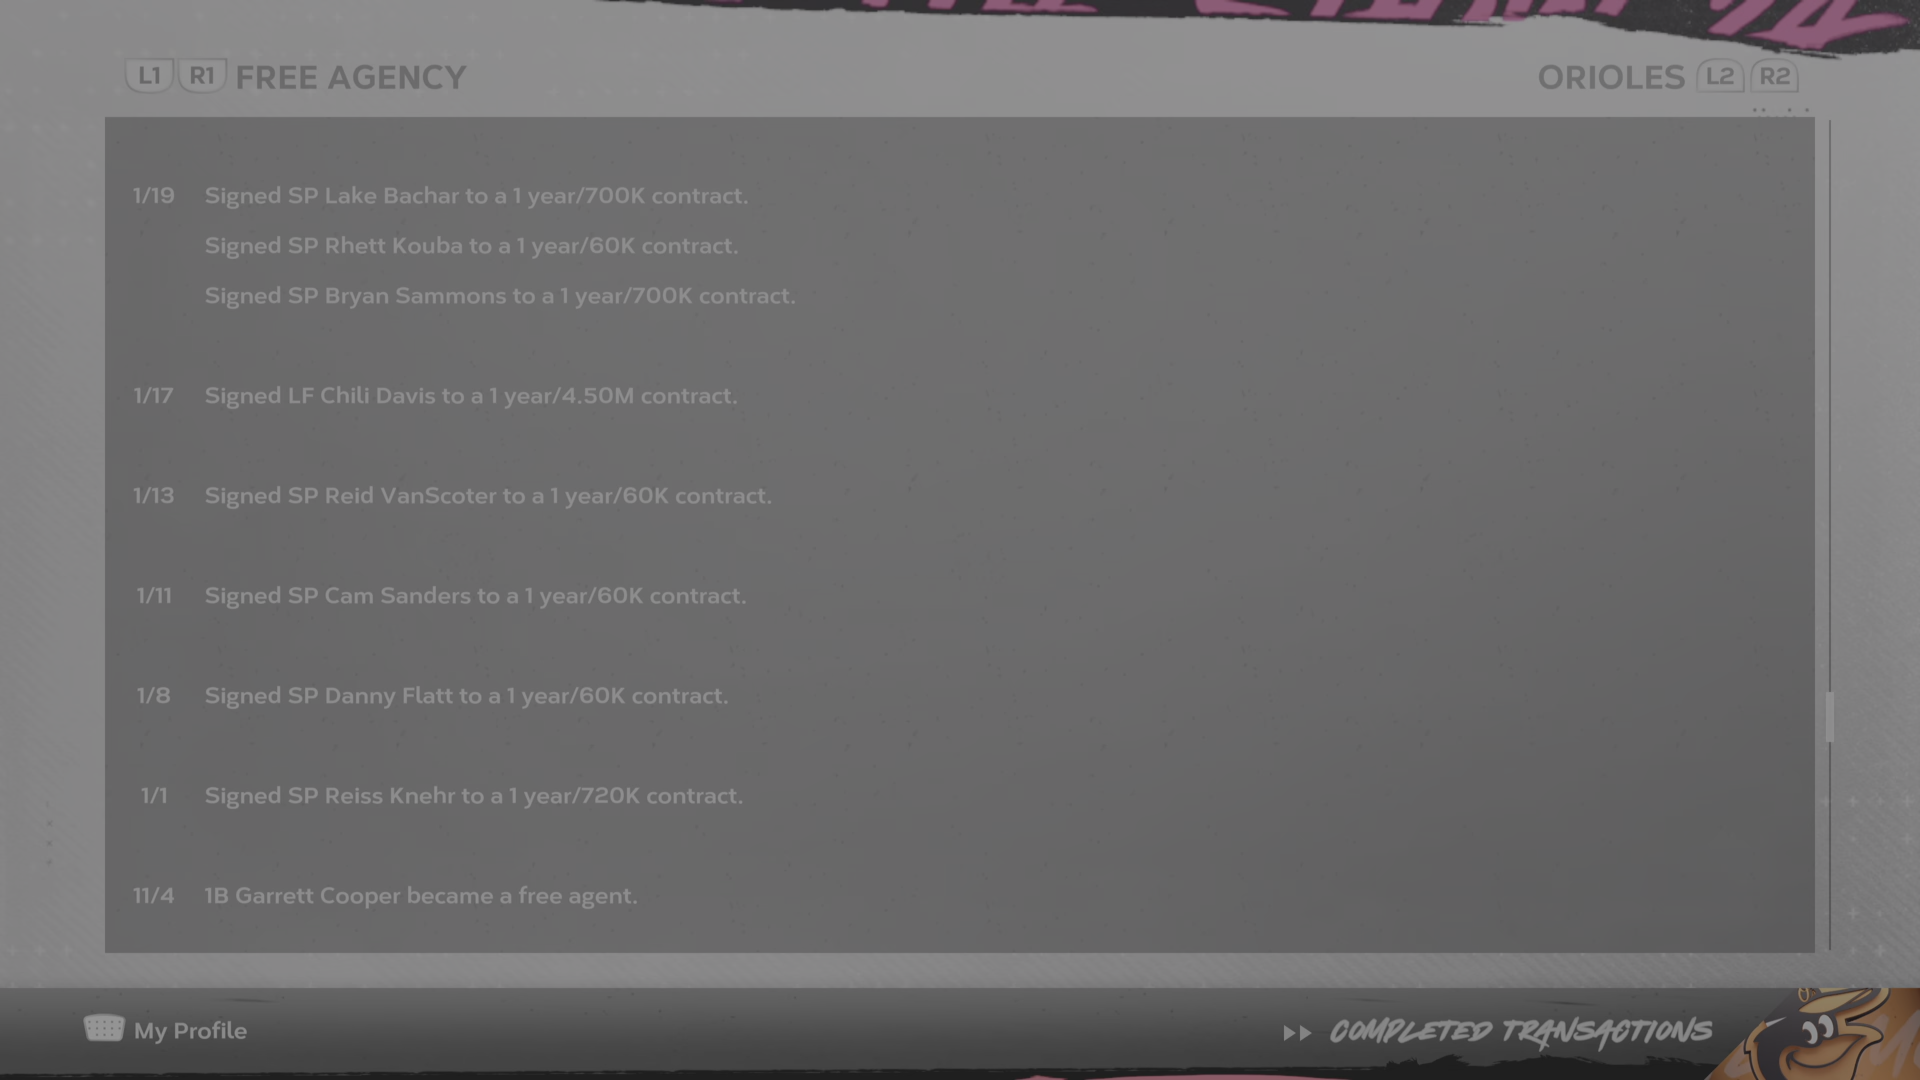 L1 R1 FREE AGENCY
ORIOLES L2 R2
1/19 Signed SP Lake Bachar to a 1 year/700K contract.
Signed SP Rhett Kouba to a 1 year/60K contract.
Signed SP Bryan Sammons to a 1 year/700K contract.
1/17 Signed LF Chili Davis to a 1 year/4.50M contract.
1/13 Signed SP Reid VanScoter to a 1 year/60K contract.
1/11 Signed SP Cam Sanders to a 1 year/60K contract.
1/8 Signed SP Danny Flatt to a 1 year/60K contract.
1/1 Signed SP Reiss Knehr to a 1 year/720K contract.
11/4 1B Garrett Cooper became a free agent.
My Profile
COMPLETED TRANSACTIONS